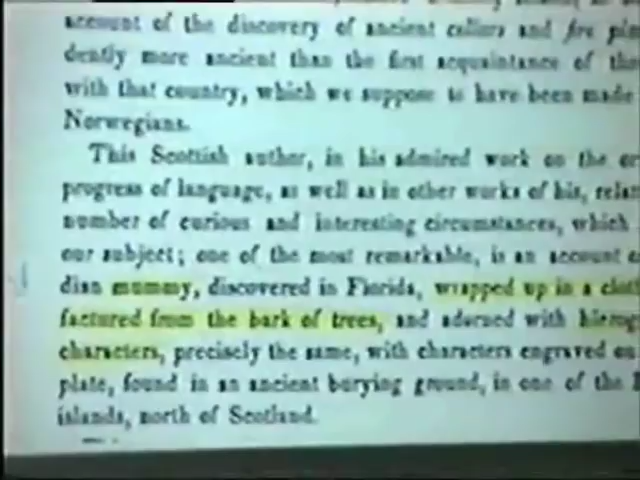 account of the discovery of ancient cellars and fire
dently more ancient than the first acquaintance of
with that country, which we suppose to have been made
Norwegians.
This Scottish author, in his admired work on the
progress of language, as well as in other works of his,
number of curious and interesting circumstances, which
our subject; one of the most remarkable, is an account
dian mummy, discovered in Florida, wrapped up in a
factured from the bark of trees, and adorned with
characters, precisely the same, with characters engraved on
plate, found in an ancient burying ground, in one of the
islands, north of Scotland.